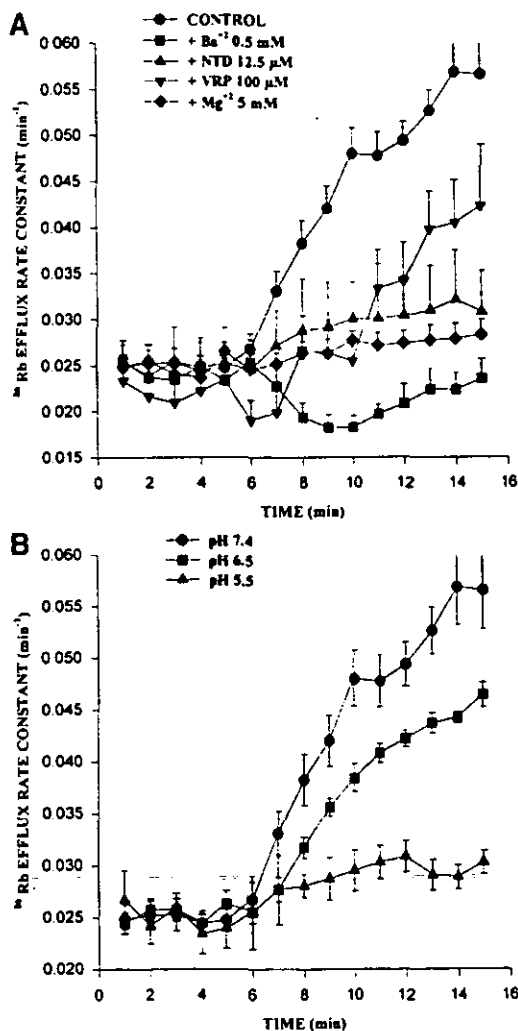 A
CONTROL
+ Ba+2 0.5 mM
+ NTD 12.5 µM
+ VRP 100 µM
+ Mg+2 5 mM
Rb EFFLUX RATE CONSTANT (min-1)
0.060
0.055
0.050
0.045
0.040
0.035
0.030
0.025
0.020
0.015
0 2 4 6 8 10 12 14 16
TIME (min)
B
pH 7.4
pH 6.5
pH 5.5
Rb EFFLUX RATE CONSTANT (min-1)
0.060
0.055
0.050
0.045
0.040
0.035
0.030
0.025
0.020
0 2 4 6 8 10 12 14 16
TIME (min)